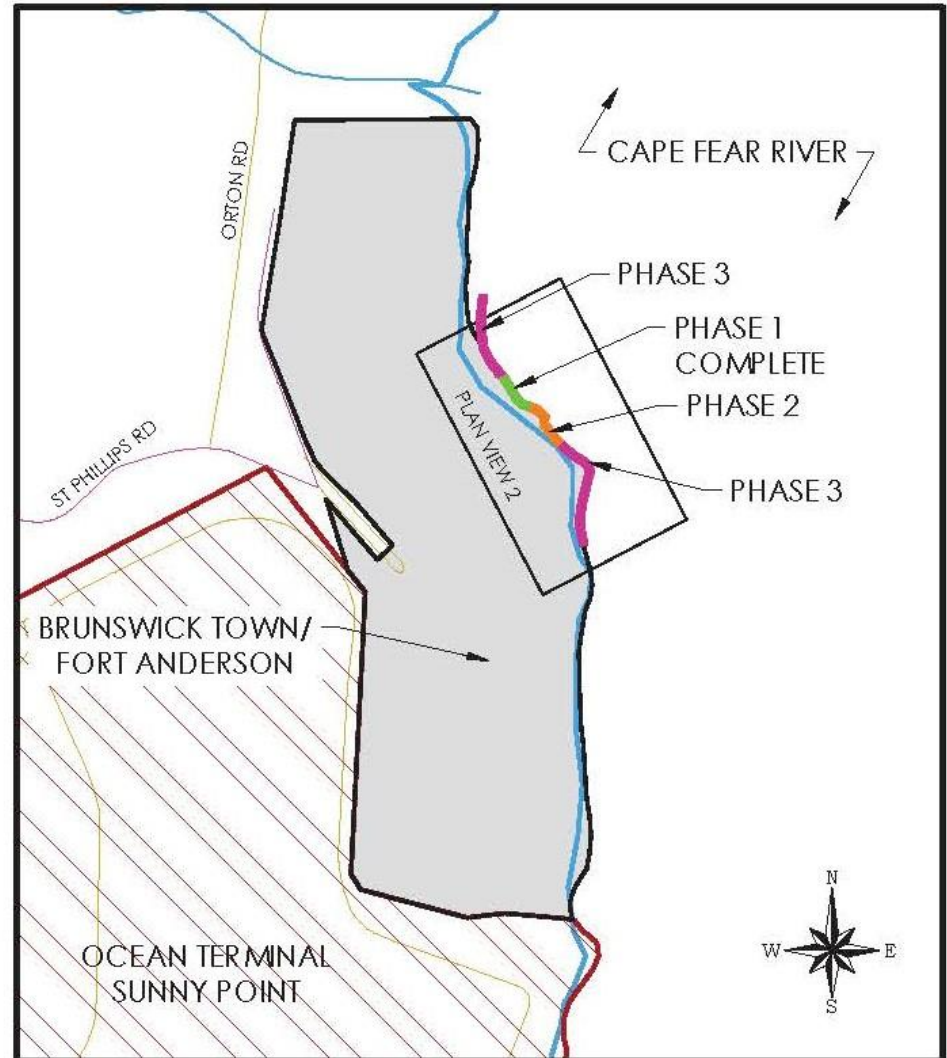 CAPE FEAR RIVER
ORTON RD
PHASE 3
PHASE 1
COMPLETE
PHASE 2
PLAN VIEW 2
ST PHILLIPS RD
PHASE 3
BRUNSWICK TOWN/
FORT ANDERSON
OCEAN TERMINAL
SUNNY POINT
N
W
E
S